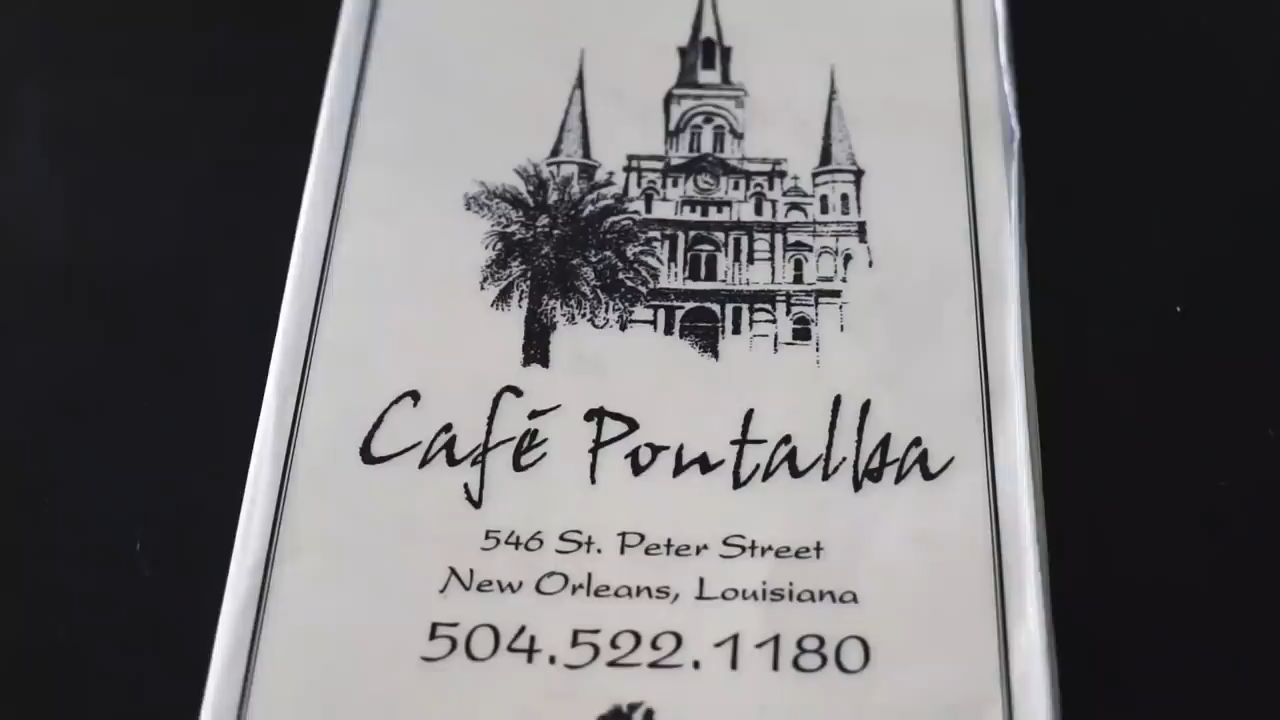 Café Pontalba
546 St. Peter Street
New Orleans, Louisiana
504.522.1180